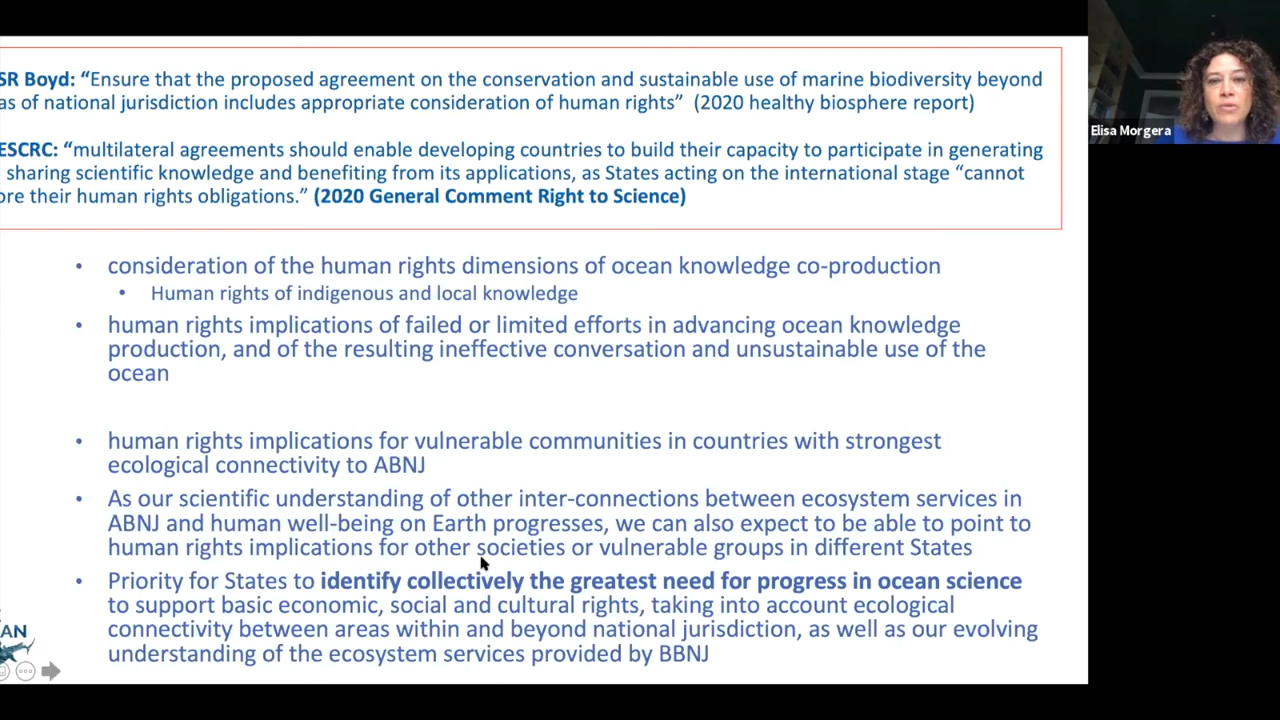 SR Boyd: “Ensure that the proposed agreement on the conservation and sustainable use of marine biodiversity beyond
as of national jurisdiction includes appropriate consideration of human rights” (2020 healthy biosphere report)
ESCRC: “multilateral agreements should enable developing countries to build their capacity to participate in generating
sharing scientific knowledge and benefiting from its applications, as States acting on the international stage “cannot
ore their human rights obligations.” (2020 General Comment Right to Science)
Elisa Morgera
• consideration of the human rights dimensions of ocean knowledge co-production
• Human rights of indigenous and local knowledge
• human rights implications of failed or limited efforts in advancing ocean knowledge
production, and of the resulting ineffective conversation and unsustainable use of the
ocean
• human rights implications for vulnerable communities in countries with strongest
ecological connectivity to ABNJ
• As our scientific understanding of other inter-connections between ecosystem services in
ABNJ and human well-being on Earth progresses, we can also expect to be able to point to
human rights implications for other societies or vulnerable groups in different States
• Priority for States to identify collectively the greatest need for progress in ocean science
to support basic economic, social and cultural rights, taking into account ecological
connectivity between areas within and beyond national jurisdiction, as well as our evolving
understanding of the ecosystem services provided by BBNJ
AN